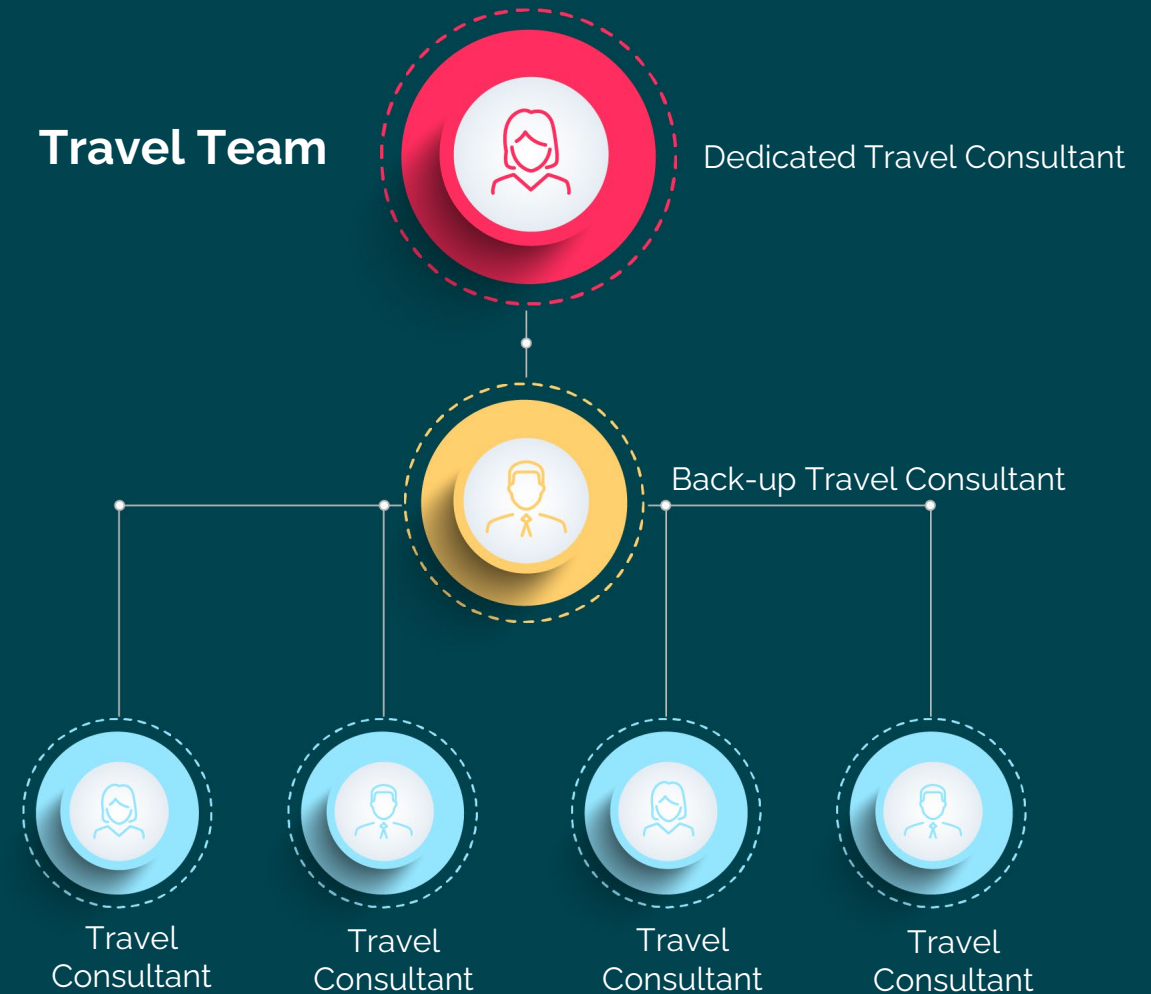 Travel Team
Dedicated Travel Consultant
Back-up Travel Consultant
Travel
Consultant
Travel
Consultant
Travel
Consultant
Travel
Consultant